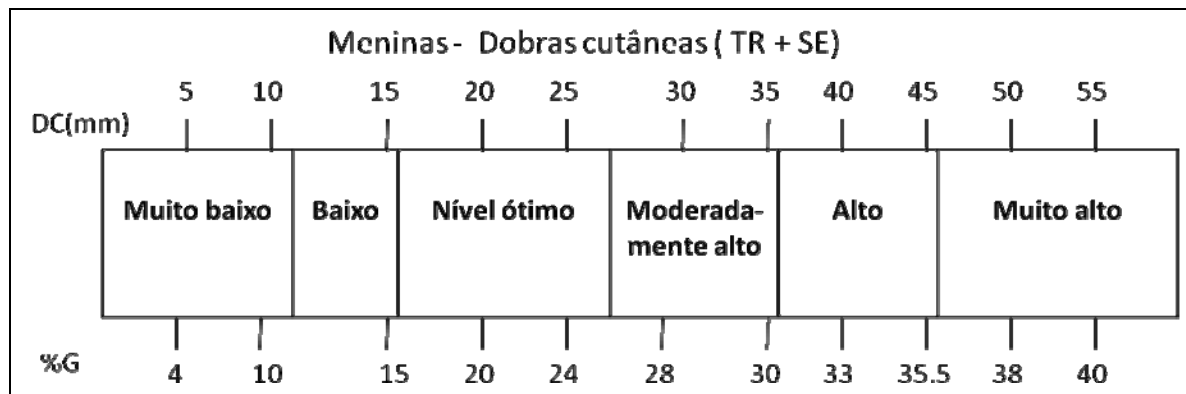 Meninas - Dobras cutâneas ( TR + SE)
5 10 15 20 25 30 35 40 45 50 55
DC(mm)
Muito baixo Baixo Nível ótimo Moderada- Alto Muito alto
mente alto
%G
4 10 15 20 24 28 30 33 35.5 38 40